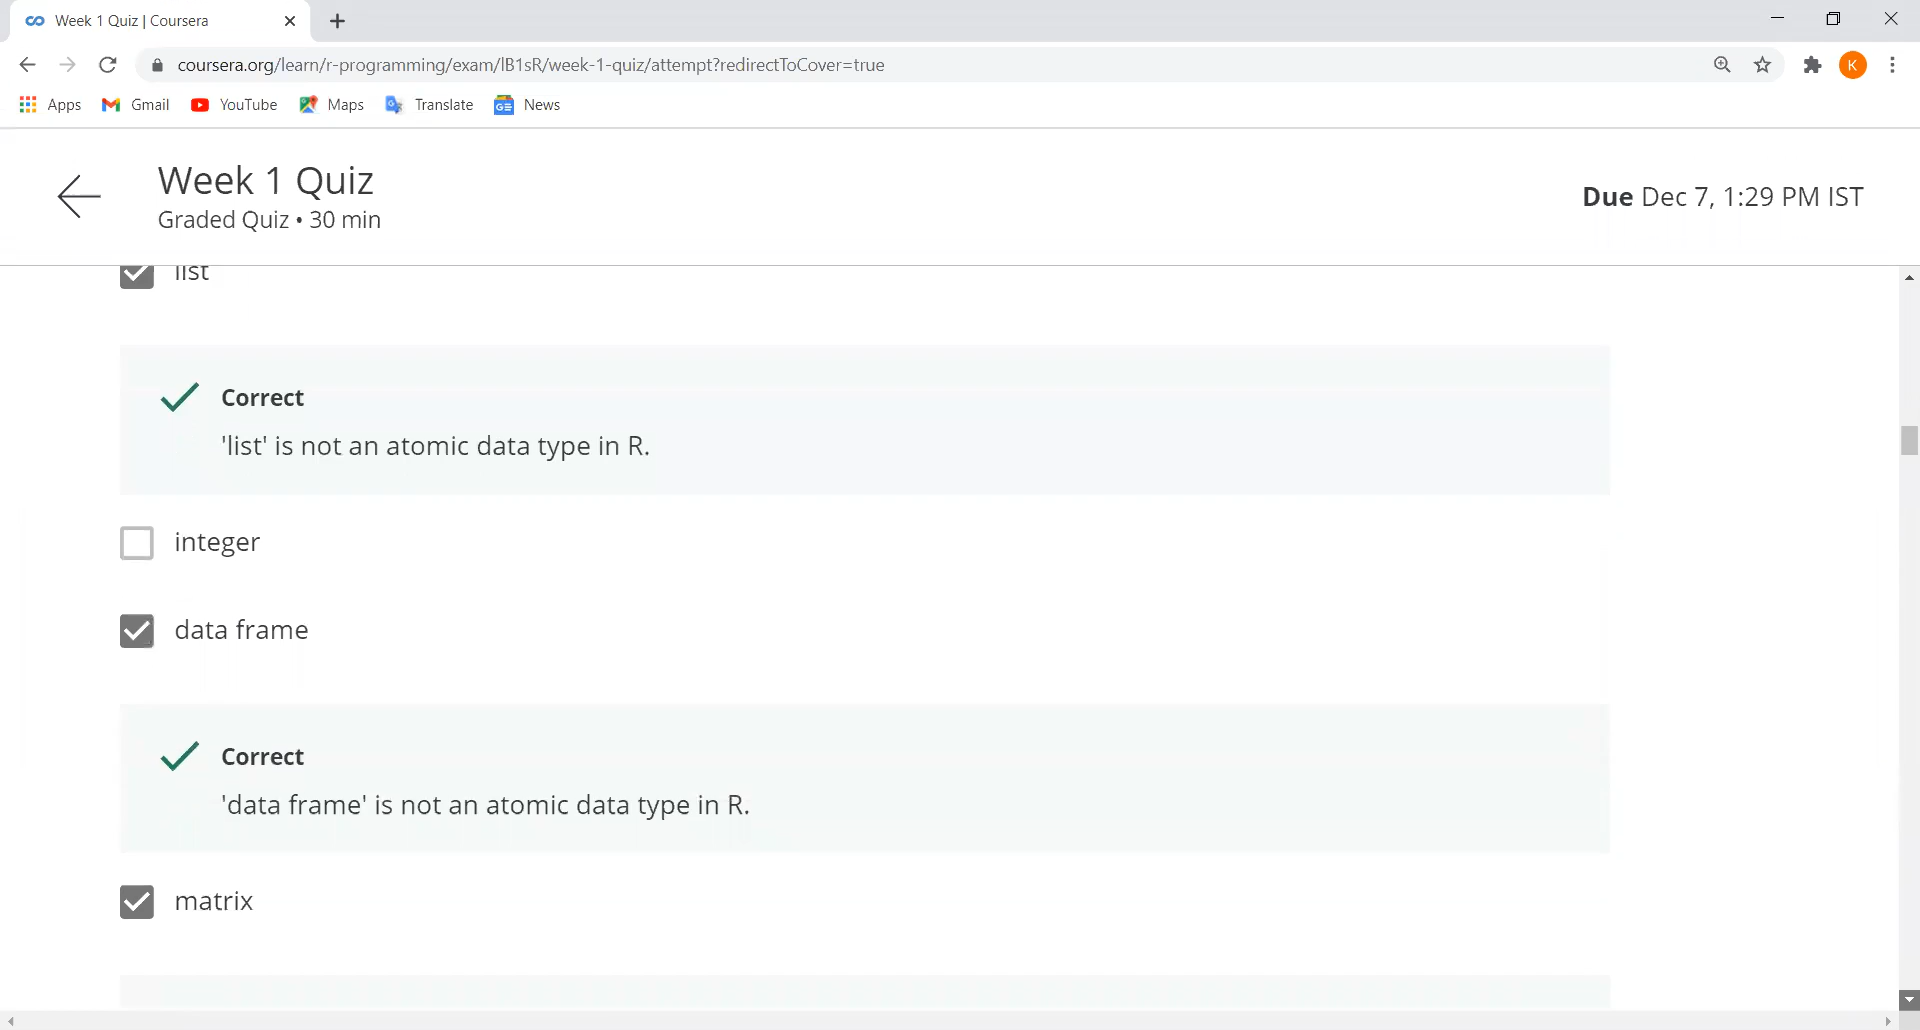 Week 1 Quiz | Coursera
coursera.org/learn/r-programming/exam/lB1sR/week-1-quiz/attempt?redirectToCover=true
K
Apps Gmail YouTube Maps Translate News
Week 1 Quiz
Graded Quiz • 30 min
Due Dec 7, 1:29 PM IST
list
Correct
'list' is not an atomic data type in R.
integer
data frame
Correct
'data frame' is not an atomic data type in R.
matrix